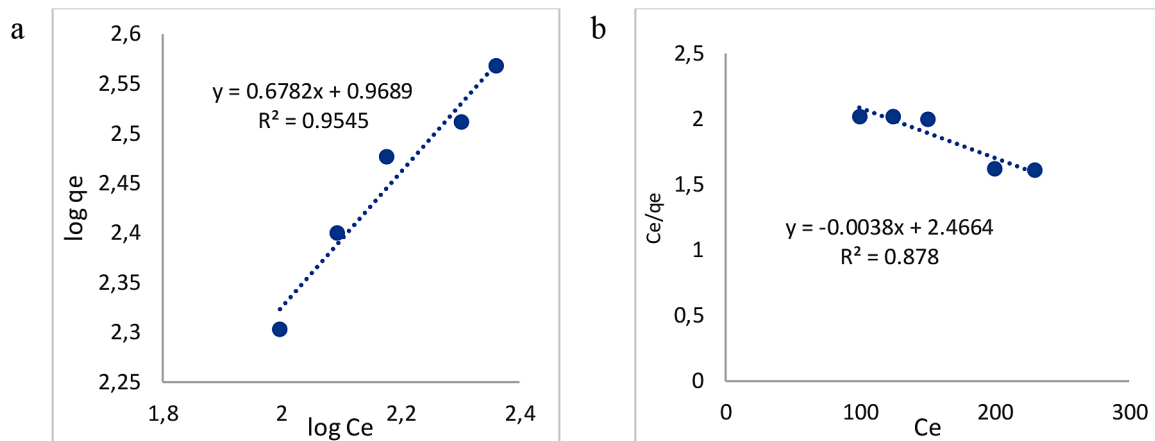 a
2,6
2,55
2,5
2,45
2,4
2,35
2,3
2,25
log qe
y = 0.6782x + 0.9689
R² = 0.9545
1,8
2
2,2
2,4
log Ce
b
2,5
2
1,5
1
0,5
0
Ce/qe
y = -0.0038x + 2.4664
R² = 0.878
0
100
200
300
Ce